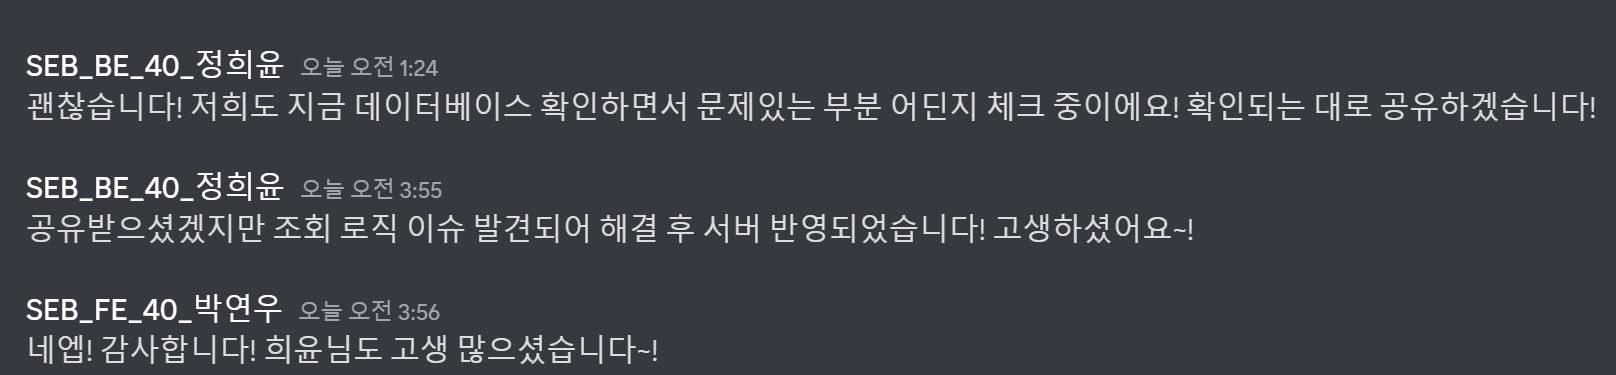 SEB_BE_40_정희윤 오늘 오전 1:24
괜찮습니다! 저희도 지금 데이터베이스 확인하면서 문제있는 부분 어딘지 체크 중이에요! 확인되는 대로 공유하겠습니다!
SEB_BE_40_정희윤 오늘 오전 3:55
공유받으셨겠지만 조회 로직 이슈 발견되어 해결 후 서버 반영되었습니다! 고생하셨어요~!
SEB_FE_40_박연우 오늘 오전 3:56
네엡! 감사합니다! 희윤님도 고생 많으셨습니다~!